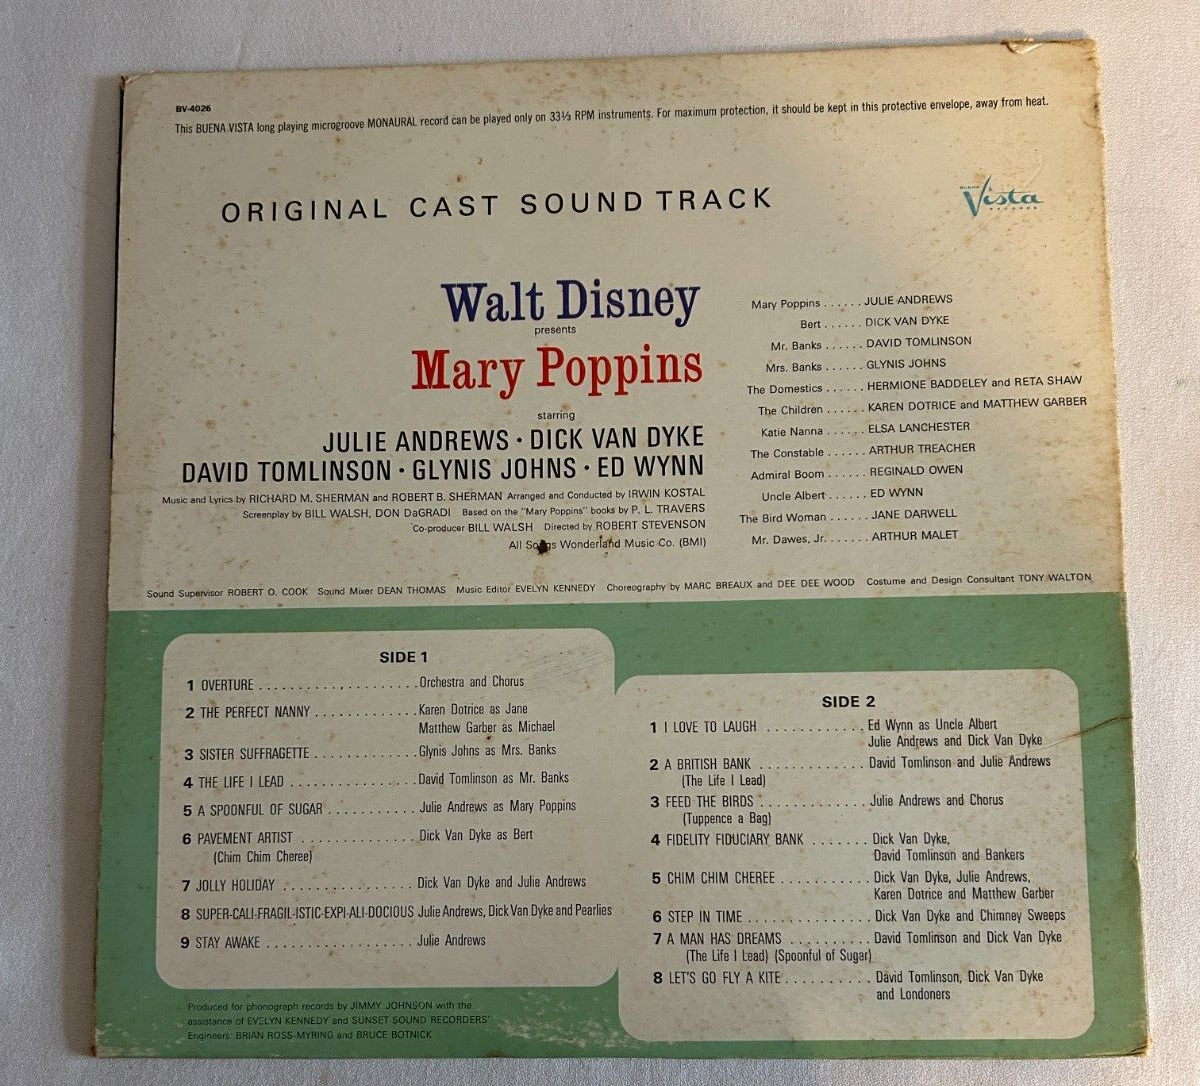 BV-4026
This BUENA VISTA long playing microgroove MONAURAL record can be played only on 33⅓ RPM instruments. For maximum protection, it should be kept in this protective envelope, away from heat.
ORIGINAL CAST SOUND TRACK
BUENA
Vista
RECORDS
Walt Disney
presents
Mary Poppins
starring
JULIE ANDREWS • DICK VAN DYKE
DAVID TOMLINSON • GLYNIS JOHNS • ED WYNN
Music and Lyrics by RICHARD M. SHERMAN and ROBERT B. SHERMAN Arranged and Conducted by IRWIN KOSTAL
Screenplay by BILL WALSH, DON DaGRADI Based on the "Mary Poppins" books by P. L. TRAVERS
Co-producer BILL WALSH Directed by ROBERT STEVENSON
All Songs Wonderland Music Co. (BMI)
Mary Poppins ...... JULIE ANDREWS
Bert ...... DICK VAN DYKE
Mr. Banks ...... DAVID TOMLINSON
Mrs. Banks ...... GLYNIS JOHNS
The Domestics ...... HERMIONE BADDELEY and RETA SHAW
The Children ...... KAREN DOTRICE and MATTHEW GARBER
Katie Nanna ...... ELSA LANCHESTER
The Constable ...... ARTHUR TREACHER
Admiral Boom ...... REGINALD OWEN
Uncle Albert ...... ED WYNN
The Bird Woman ...... JANE DARWELL
Mr. Dawes, Jr. ...... ARTHUR MALET
Sound Supervisor ROBERT O. COOK Sound Mixer DEAN THOMAS Music Editor EVELYN KENNEDY Choreography by MARC BREAUX and DEE DEE WOOD Costume and Design Consultant TONY WALTON
SIDE 1
1 OVERTURE .................... Orchestra and Chorus
2 THE PERFECT NANNY ............. Karen Dotrice as Jane
Matthew Garber as Michael
3 SISTER SUFFRAGETTE ............. Glynis Johns as Mrs. Banks
4 THE LIFE I LEAD ................ David Tomlinson as Mr. Banks
5 A SPOONFUL OF SUGAR ........... Julie Andrews as Mary Poppins
6 PAVEMENT ARTIST ............... Dick Van Dyke as Bert
(Chim Chim Cheree)
7 JOLLY HOLIDAY ................. Dick Van Dyke and Julie Andrews
8 SUPER-CALI-FRAGIL-ISTIC-EXPI-ALI-DOCIOUS Julie Andrews, Dick Van Dyke and Pearlies
9 STAY AWAKE ................... Julie Andrews
SIDE 2
1 I LOVE TO LAUGH ............ Ed Wynn as Uncle Albert
Julie Andrews and Dick Van Dyke
2 A BRITISH BANK ............. David Tomlinson and Julie Andrews
(The Life I Lead)
3 FEED THE BIRDS .............. Julie Andrews and Chorus
(Tuppence a Bag)
4 FIDELITY FIDUCIARY BANK ....... Dick Van Dyke,
David Tomlinson and Bankers
5 CHIM CHIM CHEREE ........... Dick Van Dyke, Julie Andrews,
Karen Dotrice and Matthew Garber
6 STEP IN TIME ............... Dick Van Dyke and Chimney Sweeps
7 A MAN HAS DREAMS .......... David Tomlinson and Dick Van Dyke
(The Life I Lead) (Spoonful of Sugar)
8 LET'S GO FLY A KITE .......... David Tomlinson, Dick Van Dyke
and Londoners
Produced for phonograph records by JIMMY JOHNSON with the
assistance of EVELYN KENNEDY and SUNSET SOUND RECORDERS'
Engineers: BRIAN ROSS-MYRING and BRUCE BOTNICK